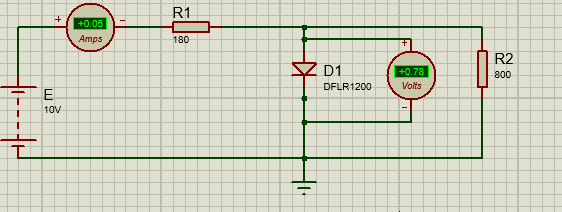 + +0.05 −
Amps
R1
180
E
10V
D1
DFLR1200
+
+0.78
Volts
−
R2
800